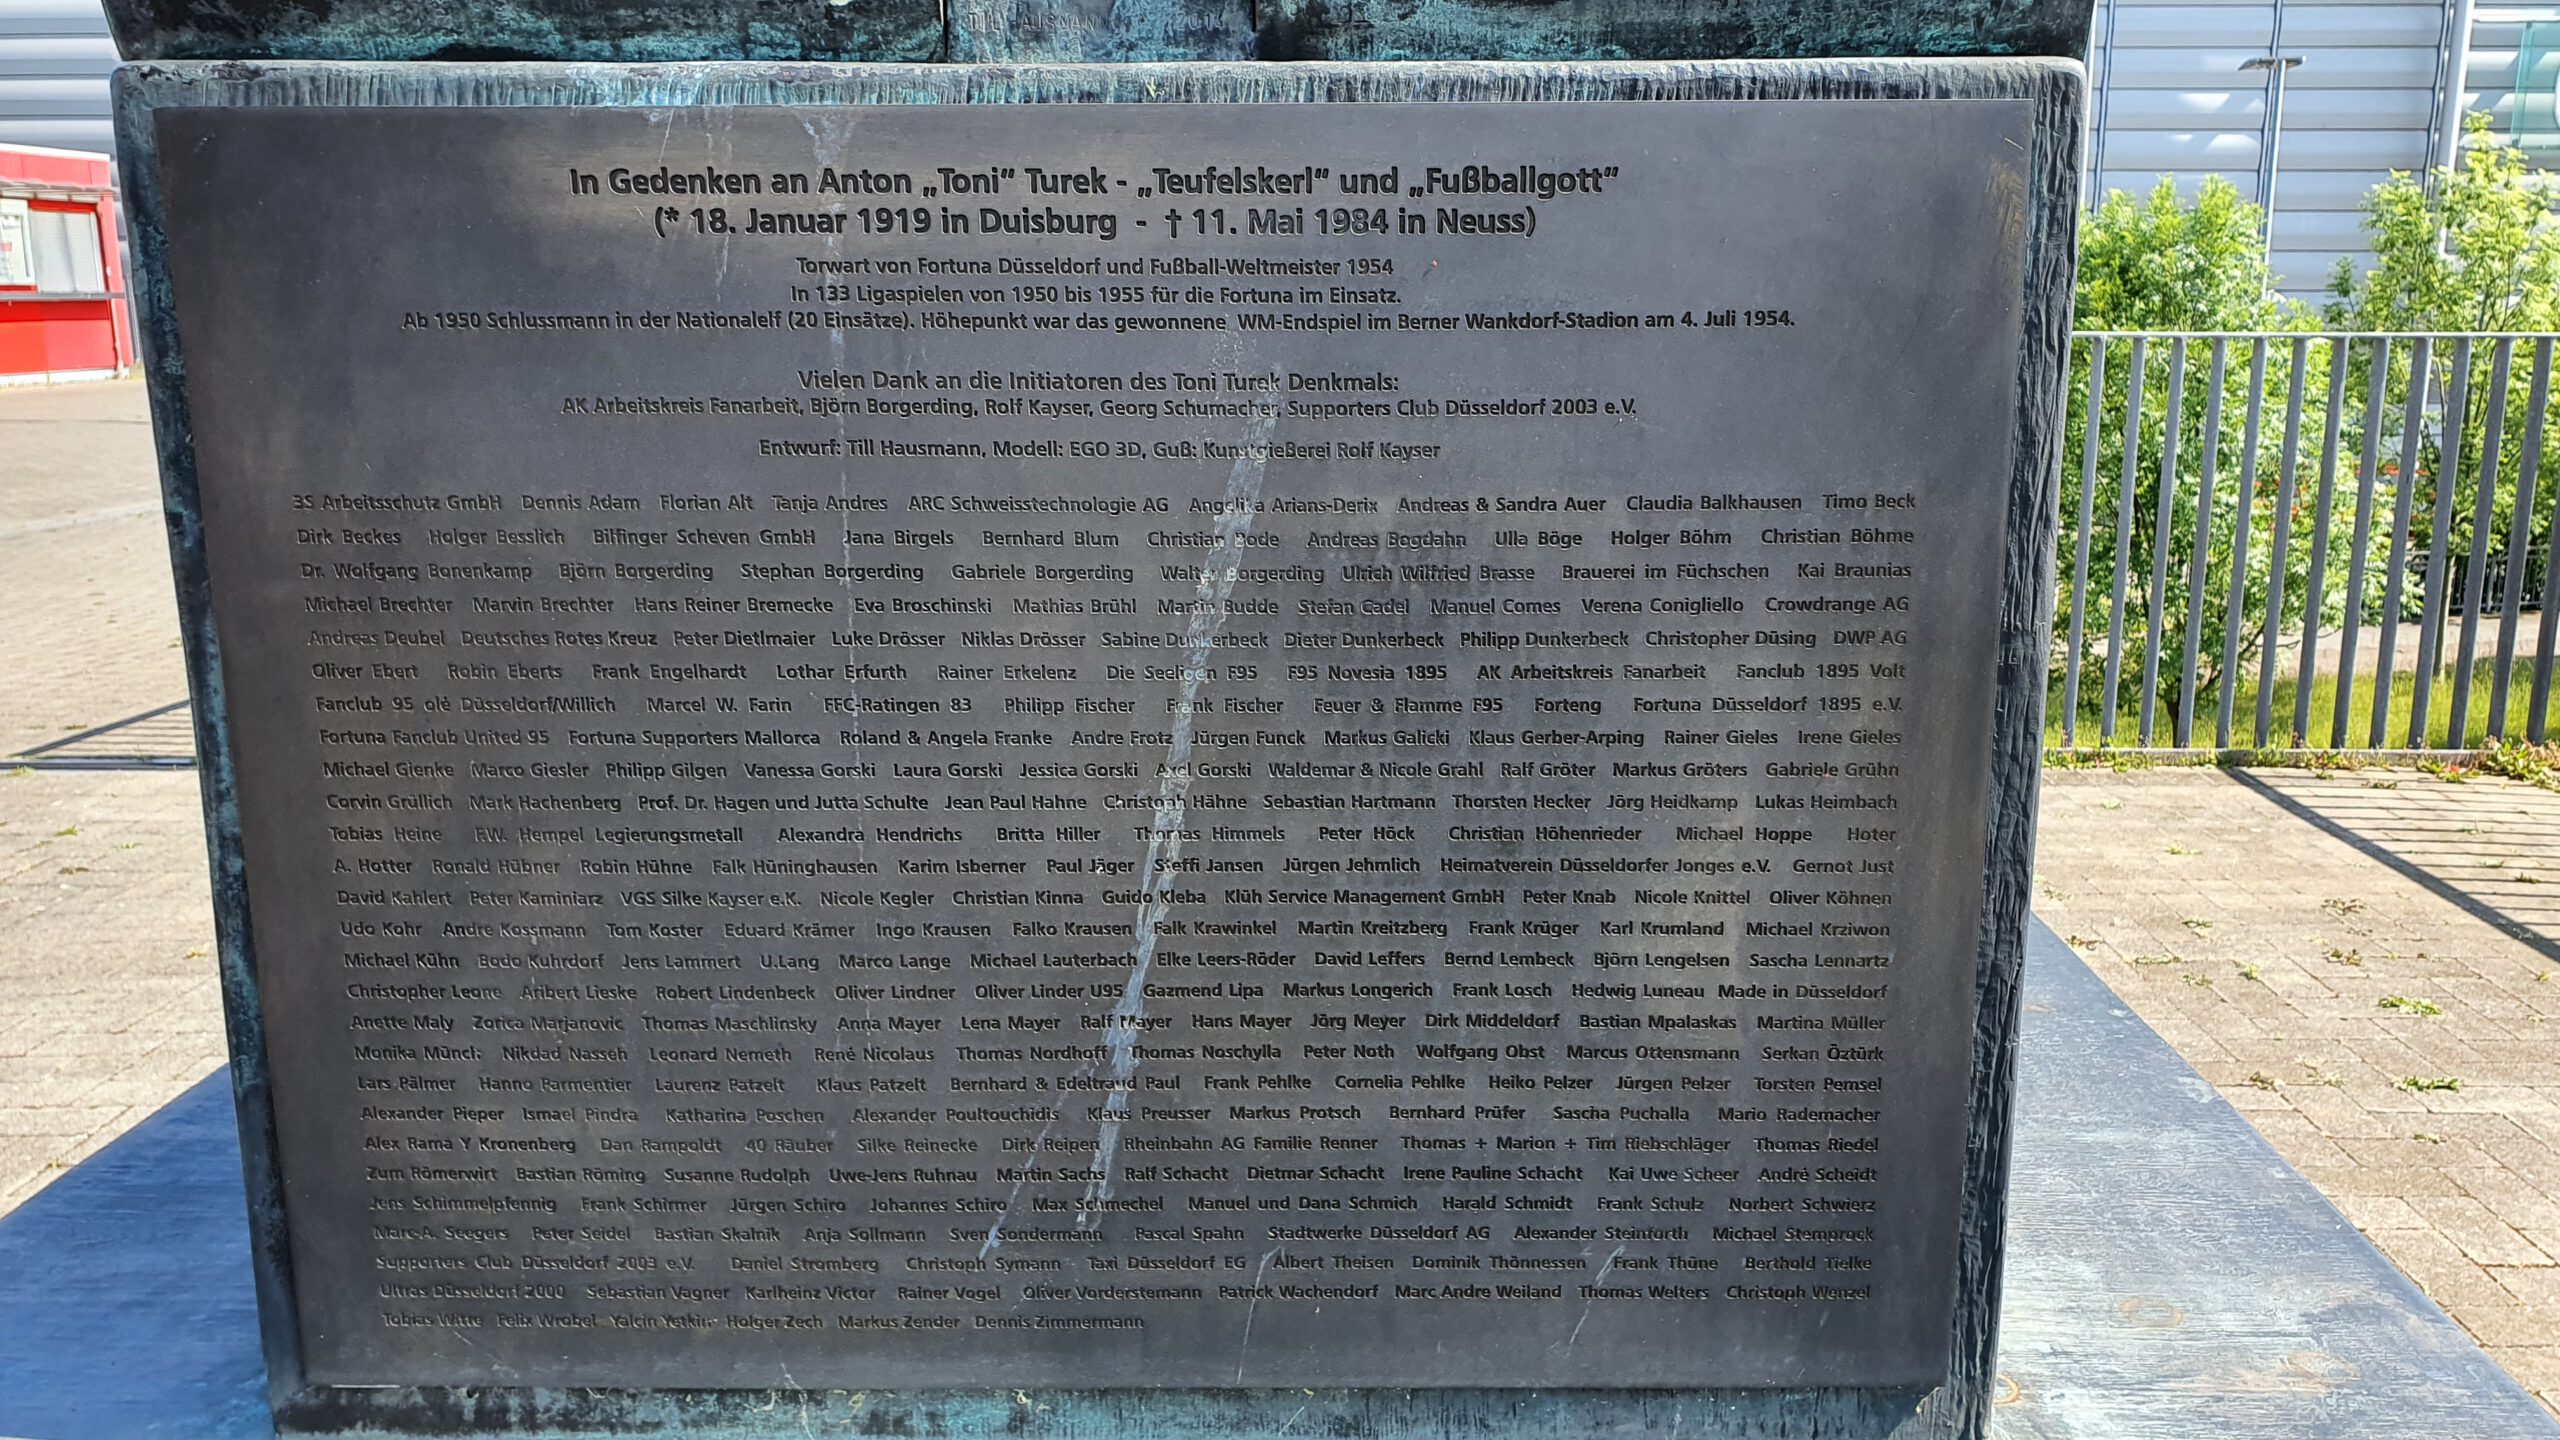 TILL HAUSMANN 2014
In Gedenken an Anton „Toni“ Turek - „Teufelskerl“ und „Fußballgott“
(* 18. Januar 1919 in Duisburg - † 11. Mai 1984 in Neuss)
Torwart von Fortuna Düsseldorf und Fußball-Weltmeister 1954
In 133 Ligaspielen von 1950 bis 1955 für die Fortuna im Einsatz.
Ab 1950 Schlussmann in der Nationalelf (20 Einsätze). Höhepunkt war das gewonnene WM-Endspiel im Berner Wankdorf-Stadion am 4. Juli 1954.
Vielen Dank an die Initiatoren des Toni Turek Denkmals:
AK Arbeitskreis Fanarbeit, Björn Borgerding, Rolf Kayser, Georg Schumacher, Supporters Club Düsseldorf 2003 e.V.
Entwurf: Till Hausmann, Modell: EGO 3D, Guß: Kunstgießerei Rolf Kayser
3S Arbeitsschutz GmbH Dennis Adam Florian Alt Tanja Andres ARC Schweisstechnologie AG Angelika Arians-Derix Andreas & Sandra Auer Claudia Balkhausen Timo Beck
Dirk Beckes Holger Besslich Bilfinger Scheven GmbH Jana Birgels Bernhard Blum Christian Bode Andreas Bogdahn Ulla Böge Holger Böhm Christian Böhme
Dr. Wolfgang Bonenkamp Björn Borgerding Stephan Borgerding Gabriele Borgerding Walter Borgerding Ulrich Wilfried Brasse Brauerei im Füchschen Kai Braunias
Michael Brechter Marvin Brechter Hans Reiner Bremecke Eva Broschinski Mathias Brühl Martin Budde Stefan Cadel Manuel Comes Verena Conigliello Crowdrange AG
Andreas Deubel Deutsches Rotes Kreuz Peter Dietlmaier Luke Drösser Niklas Drösser Sabine Dunkerbeck Dieter Dunkerbeck Philipp Dunkerbeck Christopher Düsing DWP AG
Oliver Ebert Robin Eberts Frank Engelhardt Lothar Erfurth Rainer Erkelenz Die Seeligen F95 F95 Novesia 1895 AK Arbeitskreis Fanarbeit Fanclub 1895 Volt
Fanclub 95 olé Düsseldorf/Willich Marcel W. Farin FFC-Ratingen 83 Philipp Fischer Frank Fischer Feuer & Flamme F95 Forteng Fortuna Düsseldorf 1895 e.V.
Fortuna Fanclub United 95 Fortuna Supporters Mallorca Roland & Angela Franke Andre Frotz Jürgen Funck Markus Galicki Klaus Gerber-Arping Rainer Gieles Irene Gieles
Michael Gienke Marco Giesler Philipp Gilgen Vanessa Gorski Laura Gorski Jessica Gorski Axel Gorski Waldemar & Nicole Grahl Ralf Gröter Markus Gröters Gabriele Grühn
Corvin Grüllich Mark Hachenberg Prof. Dr. Hagen und Jutta Schulte Jean Paul Hahne Christoph Hähne Sebastian Hartmann Thorsten Hecker Jörg Heidkamp Lukas Heimbach
Tobias Heine F.W. Hempel Legierungsmetall Alexandra Hendrichs Britta Hiller Thomas Himmels Peter Höck Christian Höhenrieder Michael Hoppe Hoter
A. Hotter Ronald Hübner Robin Hühne Falk Hüninghausen Karim Isberner Paul Jäger Steffi Jansen Jürgen Jehmlich Heimatverein Düsseldorfer Jonges e.V. Gernot Just
David Kahlert Peter Kaminiarz VGS Silke Kayser e.K. Nicole Kegler Christian Kinna Guido Kleba Klüh Service Management GmbH Peter Knab Nicole Knittel Oliver Köhnen
Udo Kohr Andre Kossmann Tom Koster Eduard Krämer Ingo Krausen Falko Krausen Falk Krawinkel Martin Kreitzberg Frank Krüger Karl Krumland Michael Krziwon
Michael Kühn Bodo Kuhrdorf Jens Lammert U.Lang Marco Lange Michael Lauterbach Elke Leers-Röder David Leffers Bernd Lembeck Björn Lengelsen Sascha Lennartz
Christopher Leone Aribert Lieske Robert Lindenbeck Oliver Lindner Oliver Linder U95 Gazmend Lipa Markus Longerich Frank Losch Hedwig Luneau Made in Düsseldorf
Anette Maly Zorica Marjanovic Thomas Maschlinsky Anna Mayer Lena Mayer Ralf Mayer Hans Mayer Jörg Meyer Dirk Middeldorf Bastian Mpalaskas Martina Müller
Monika Münch Nikdad Nasseh Leonard Nemeth René Nicolaus Thomas Nordhoff Thomas Noschylla Peter Noth Wolfgang Obst Marcus Ottensmann Serkan Öztürk
Lars Pälmer Hanno Parmentier Laurenz Patzelt Klaus Patzelt Bernhard & Edeltraud Paul Frank Pehlke Cornelia Pehlke Heiko Pelzer Jürgen Pelzer Torsten Pemsel
Alexander Pieper Ismael Pindra Katharina Poschen Alexander Poultouchidis Klaus Preusser Markus Protsch Bernhard Prüfer Sascha Puchalla Mario Rademacher
Alex Rama Y Kronenberg Dan Rampoldt 40 Räuber Silke Reinecke Dirk Reipen Rheinbahn AG Familie Renner Thomas + Marion + Tim Riebschläger Thomas Riedel
Zum Römerwirt Bastian Röming Susanne Rudolph Uwe-Jens Ruhnau Martin Sachs Ralf Schacht Dietmar Schacht Irene Pauline Schacht Kai Uwe Scheer André Scheidt
Jens Schimmelpfennig Frank Schirmer Jürgen Schiro Johannes Schiro Max Schmechel Manuel und Dana Schmich Harald Schmidt Frank Schulz Norbert Schwierz
Marc-A. Seegers Peter Seidel Bastian Skalnik Anja Sollmann Sven Sondermann Pascal Spahn Stadtwerke Düsseldorf AG Alexander Steinforth Michael Stemprock
Supporters Club Düsseldorf 2003 e.V. Daniel Stromberg Christoph Symann Taxi Düsseldorf EG Albert Theisen Dominik Thönnessen Frank Thüne Berthold Tielke
Ultras Düsseldorf 2000 Sebastian Vagner Karlheinz Victor Rainer Vogel Oliver Vorderstemann Patrick Wachendorf Marc Andre Weiland Thomas Welters Christoph Wenzel
Tobias Witte Felix Wrobel Yalcin Yetkin Holger Zech Markus Zender Dennis Zimmermann